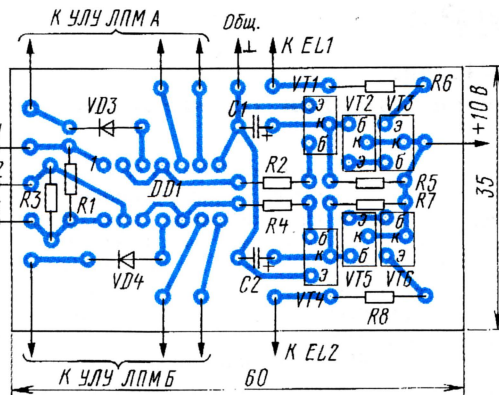 К УЛУ ЛПМ А
Общ.
⊥
К EL1
VD3
C1
VT1
R6
Э
VT2
VT3
+10 В
К
б
Э
б
К
К
Э
б
1
DD1
R2
R5
R3
R1
R4
R7
35
VD4
C2
б
К
Э
VT4
б
К
К
Э
VT5
б
Э
VT6
R8
К УЛУ ЛПМ Б
К EL2
60